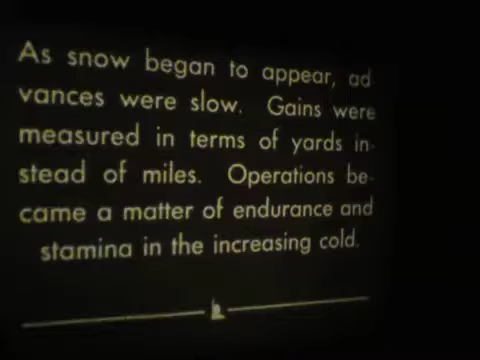 As snow began to appear, ad
vances were slow. Gains were
measured in terms of yards in-
stead of miles. Operations be-
came a matter of endurance and
stamina in the increasing cold.